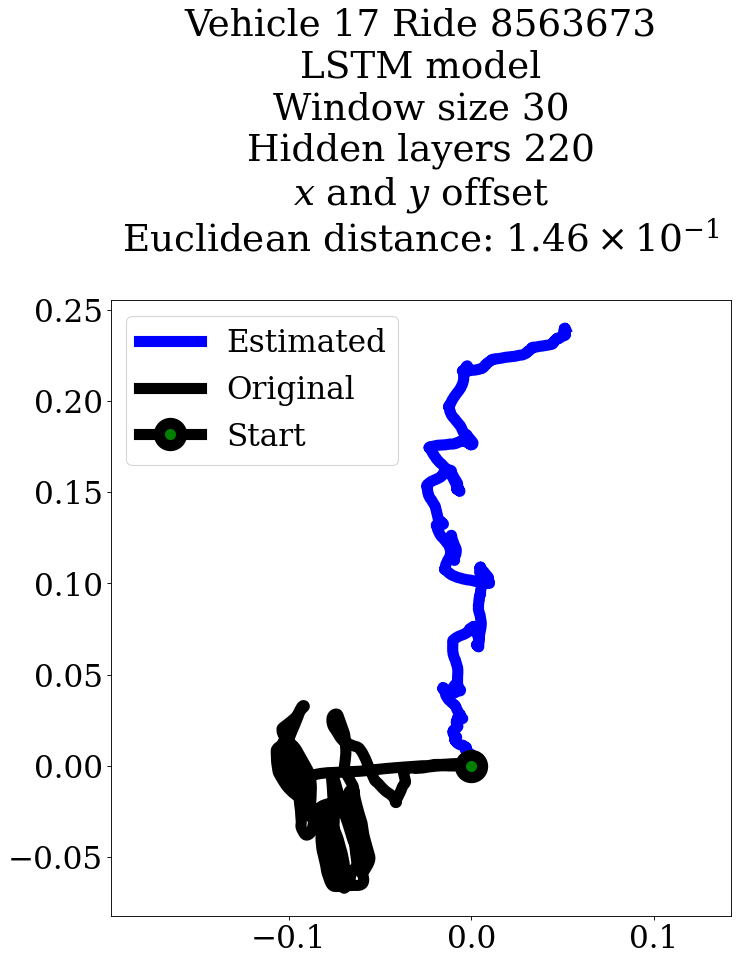 Vehicle 17 Ride 8563673
LSTM model
Window size 30
Hidden layers 220
x and y offset
Euclidean distance: 1.46 × 10⁻¹
0.25
0.20
0.15
0.10
0.05
0.00
−0.05
Estimated
Original
Start
−0.1
0.0
0.1